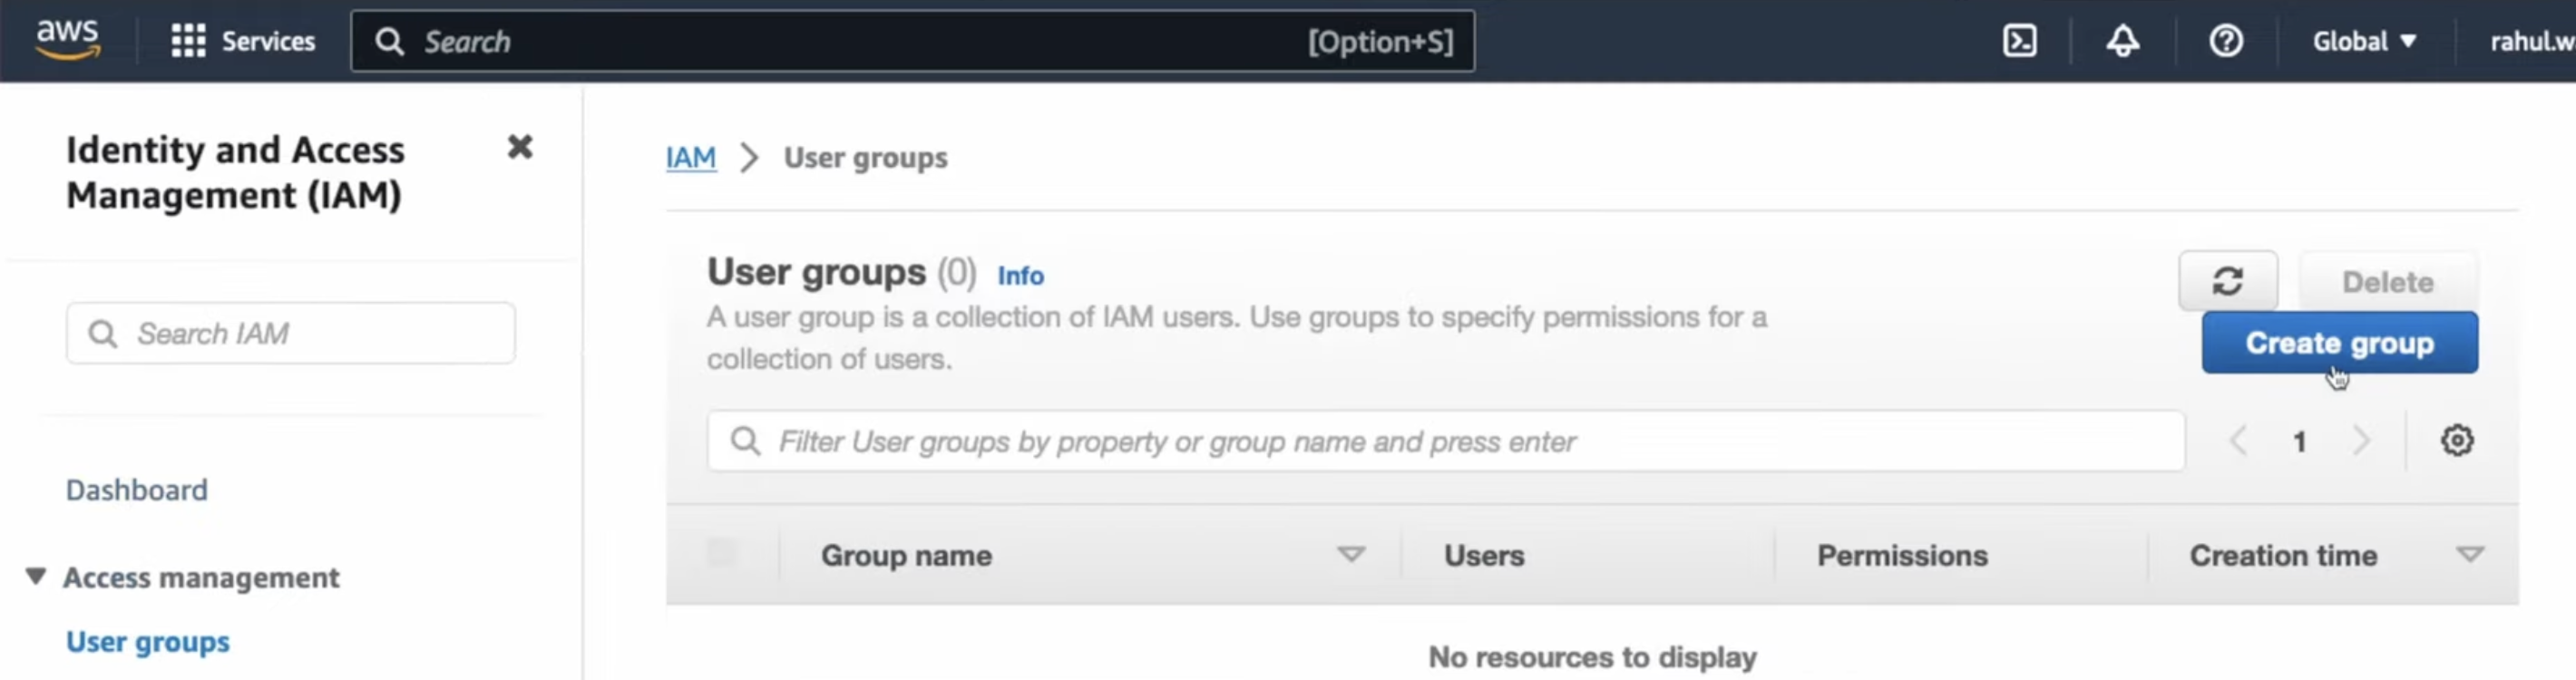 aws
Services
Search
[Option+S]
Global
Identity and Access
Management (IAM)
Search IAM
Dashboard
Access management
User groups
IAM
User groups
User groups (0) Info
A user group is a collection of IAM users. Use groups to specify permissions for a
collection of users.
Delete
Create group
Filter User groups by property or group name and press enter
1
Group name
Users
Permissions
Creation time
No resources to display